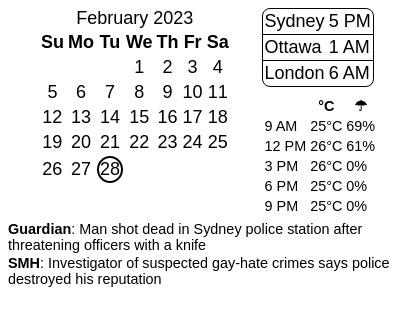 February 2023
Su Mo Tu We Th Fr Sa
1 2 3 4
5 6 7 8 9 10 11
12 13 14 15 16 17 18
19 20 21 22 23 24 25
26 27 28
Sydney 5 PM
Ottawa 1 AM
London 6 AM
°C ☂
9 AM 25°C 69%
12 PM 26°C 61%
3 PM 26°C 0%
6 PM 25°C 0%
9 PM 25°C 0%
Guardian: Man shot dead in Sydney police station after
threatening officers with a knife
SMH: Investigator of suspected gay-hate crimes says police
destroyed his reputation